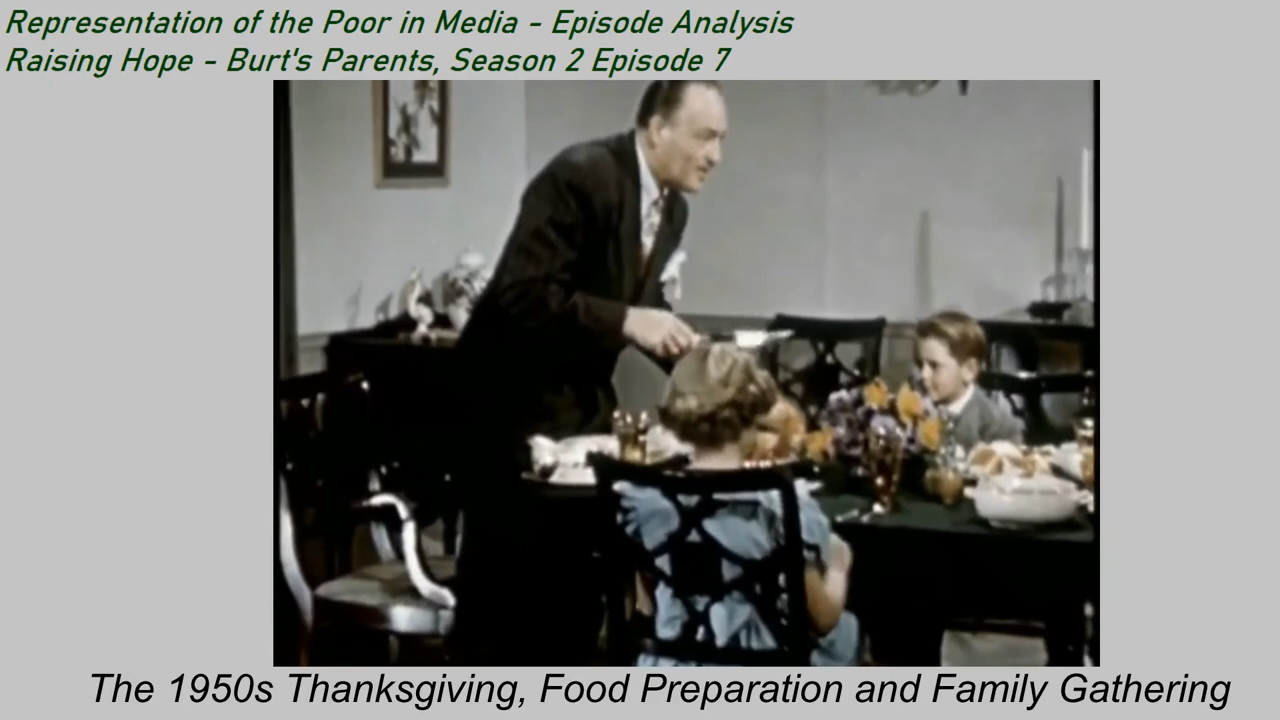 Representation of the Poor in Media - Episode Analysis
Raising Hope - Burt's Parents, Season 2 Episode 7
The 1950s Thanksgiving, Food Preparation and Family Gathering